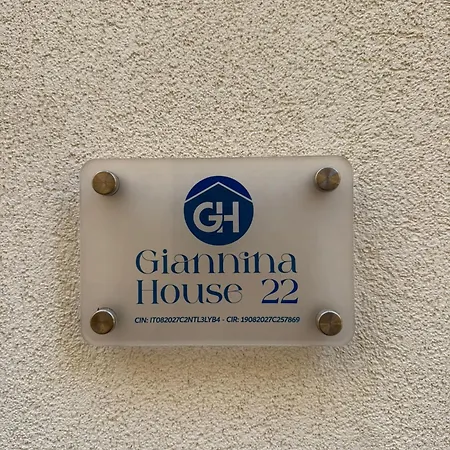 GH
Giannina
House 22
CIN: IT082027C2NTL3LYB4 - CIR: 19082027C257869